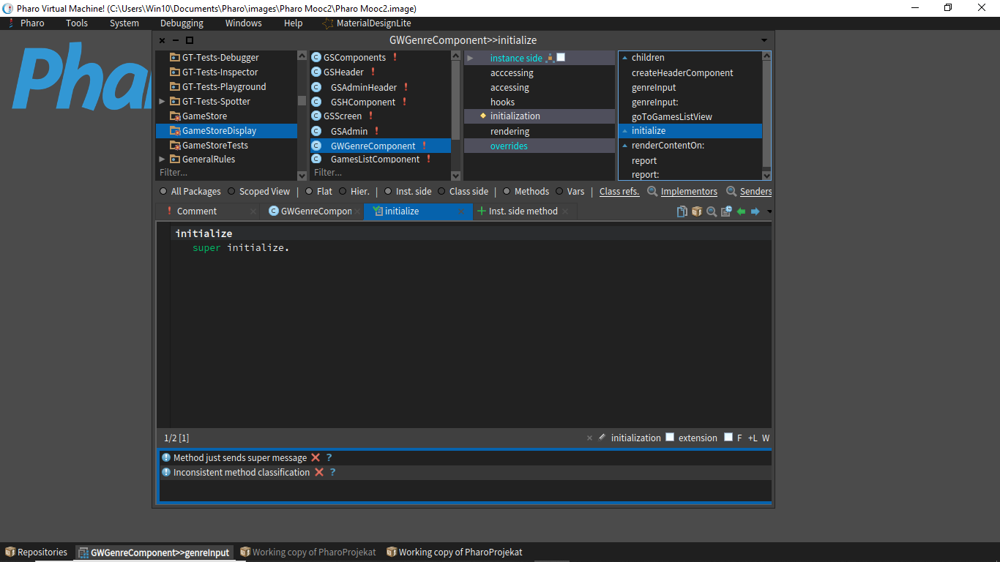 Pharo Virtual Machine! (C:\Users\Win10\Documents\Pharo\images\Pharo Mooc2\Pharo Mooc2.image)
Pharo Tools System Debugging Windows Help MaterialDesignLite
Phar
GWGenreComponent>>initialize
GT-Tests-Debugger
GT-Tests-Inspector
GT-Tests-Playground
GT-Tests-Spotter
GameStore
GameStoreDisplay
GameStoreTests
GeneralRules
Filter...
GSComponents
GSHeader
GSAdminHeader
GSHComponent
GSScreen
GSAdmin
GWGenreComponent
GamesListComponent
Filter...
instance side
acccessing
accessing
hooks
initialization
rendering
overrides
children
createHeaderComponent
genreInput
genreInput:
goToGamesListView
initialize
renderContentOn:
report
report:
All Packages Scoped View | Flat Hier. | Inst. side Class side | Methods Vars Class refs. Implementors Senders
Comment GWGenreCompon initialize Inst. side method
initialize
super initialize.
1/2 [1] initialization extension F +L W
Method just sends super message ?
Inconsistent method classification ?
Repositories GWGenreComponent>>genreInput Working copy of PharoProjekat Working copy of PharoProjekat